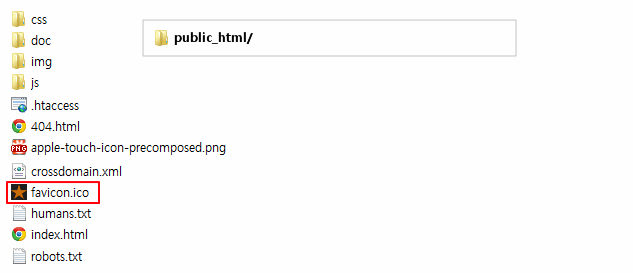 css
doc
img
js
.htaccess
404.html
apple-touch-icon-precomposed.png
crossdomain.xml
favicon.ico
humans.txt
index.html
robots.txt
public_html/